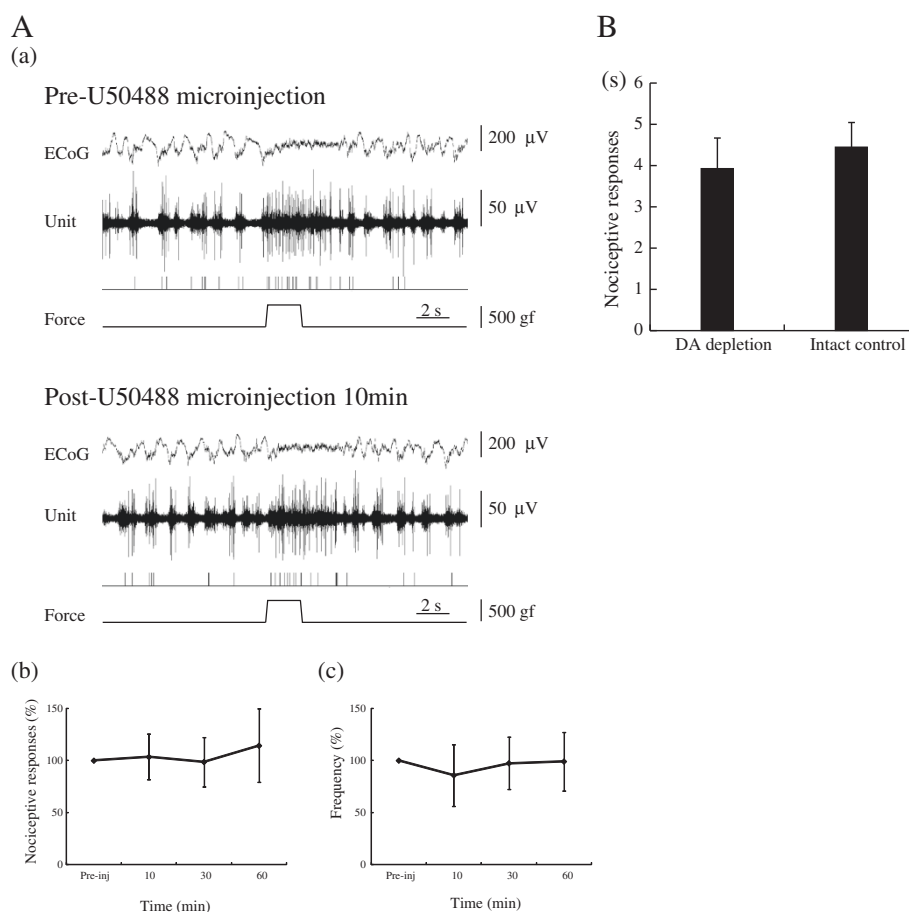 A
(a)
Pre-U50488 microinjection
ECoG
200 μV
Unit
50 μV
Force
2 s
500 gf
Post-U50488 microinjection 10min
ECoG
200 μV
Unit
50 μV
Force
2 s
500 gf
(b)
Nociceptive responses (%)
150
100
50
0
Pre-inj 10 30 60
Time (min)
(c)
Frequency (%)
150
100
50
0
Pre-inj 10 30 60
Time (min)
B
(s)
Nociceptive responses
6
5
4
3
2
1
0
DA depletion Intact control